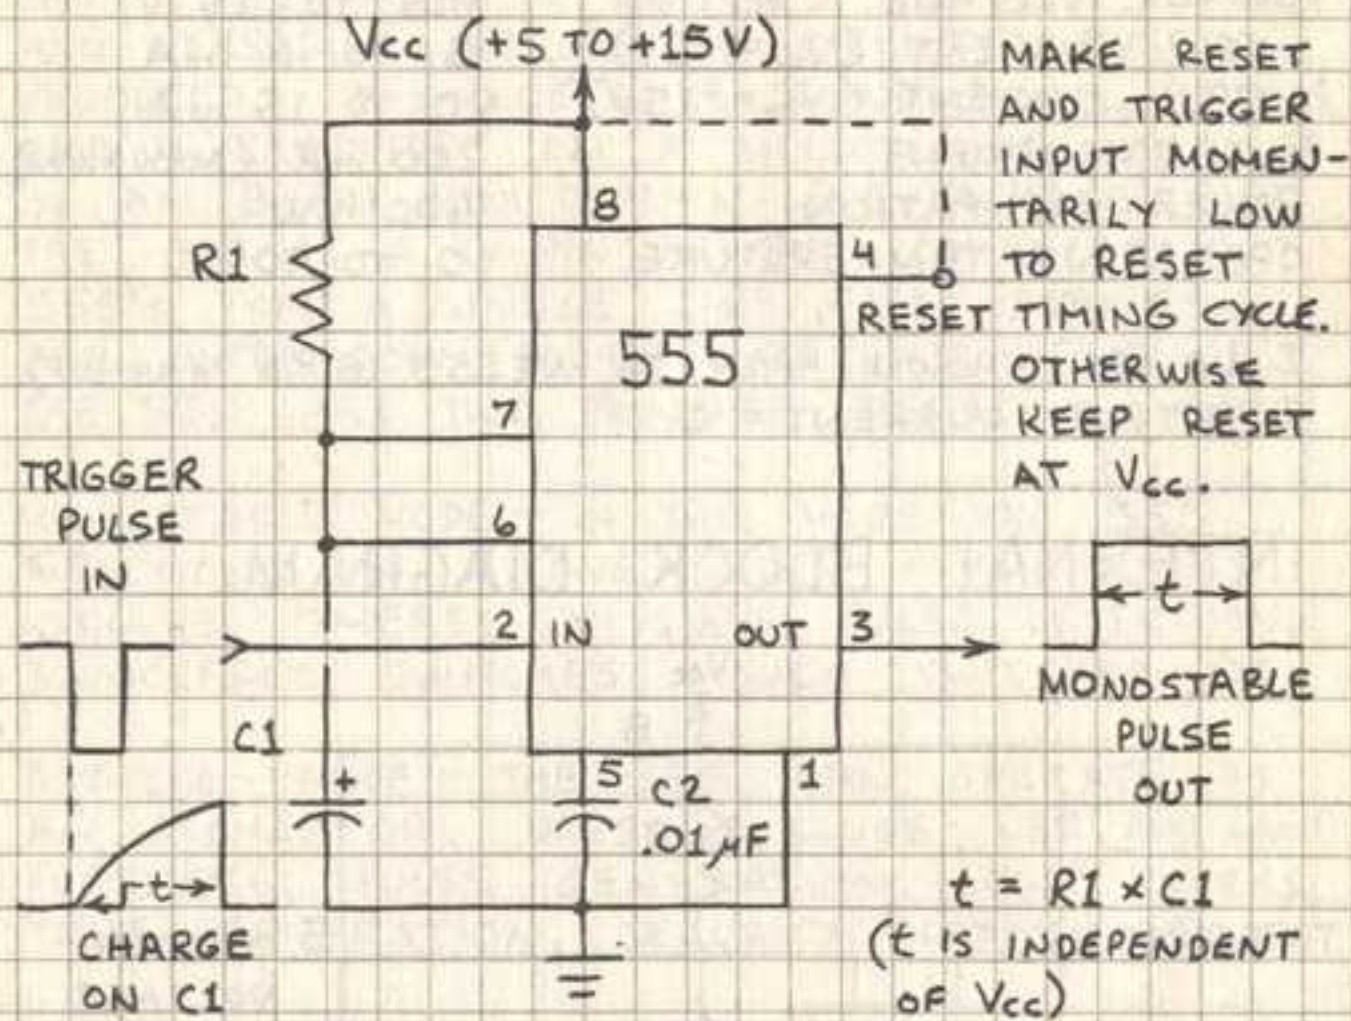 Vcc (+5 TO +15V)
MAKE RESET
AND TRIGGER
INPUT MOMEN-
TARILY LOW
TO RESET
TIMING CYCLE.
OTHERWISE
KEEP RESET
AT Vcc.
8
R1
4
RESET
555
7
TRIGGER
PULSE
IN
6
2
IN
OUT
3
t
MONOSTABLE
PULSE
OUT
C1
+
5
C2
.01µF
1
t
CHARGE
ON C1
t = R1 × C1
(t IS INDEPENDENT
OF Vcc)